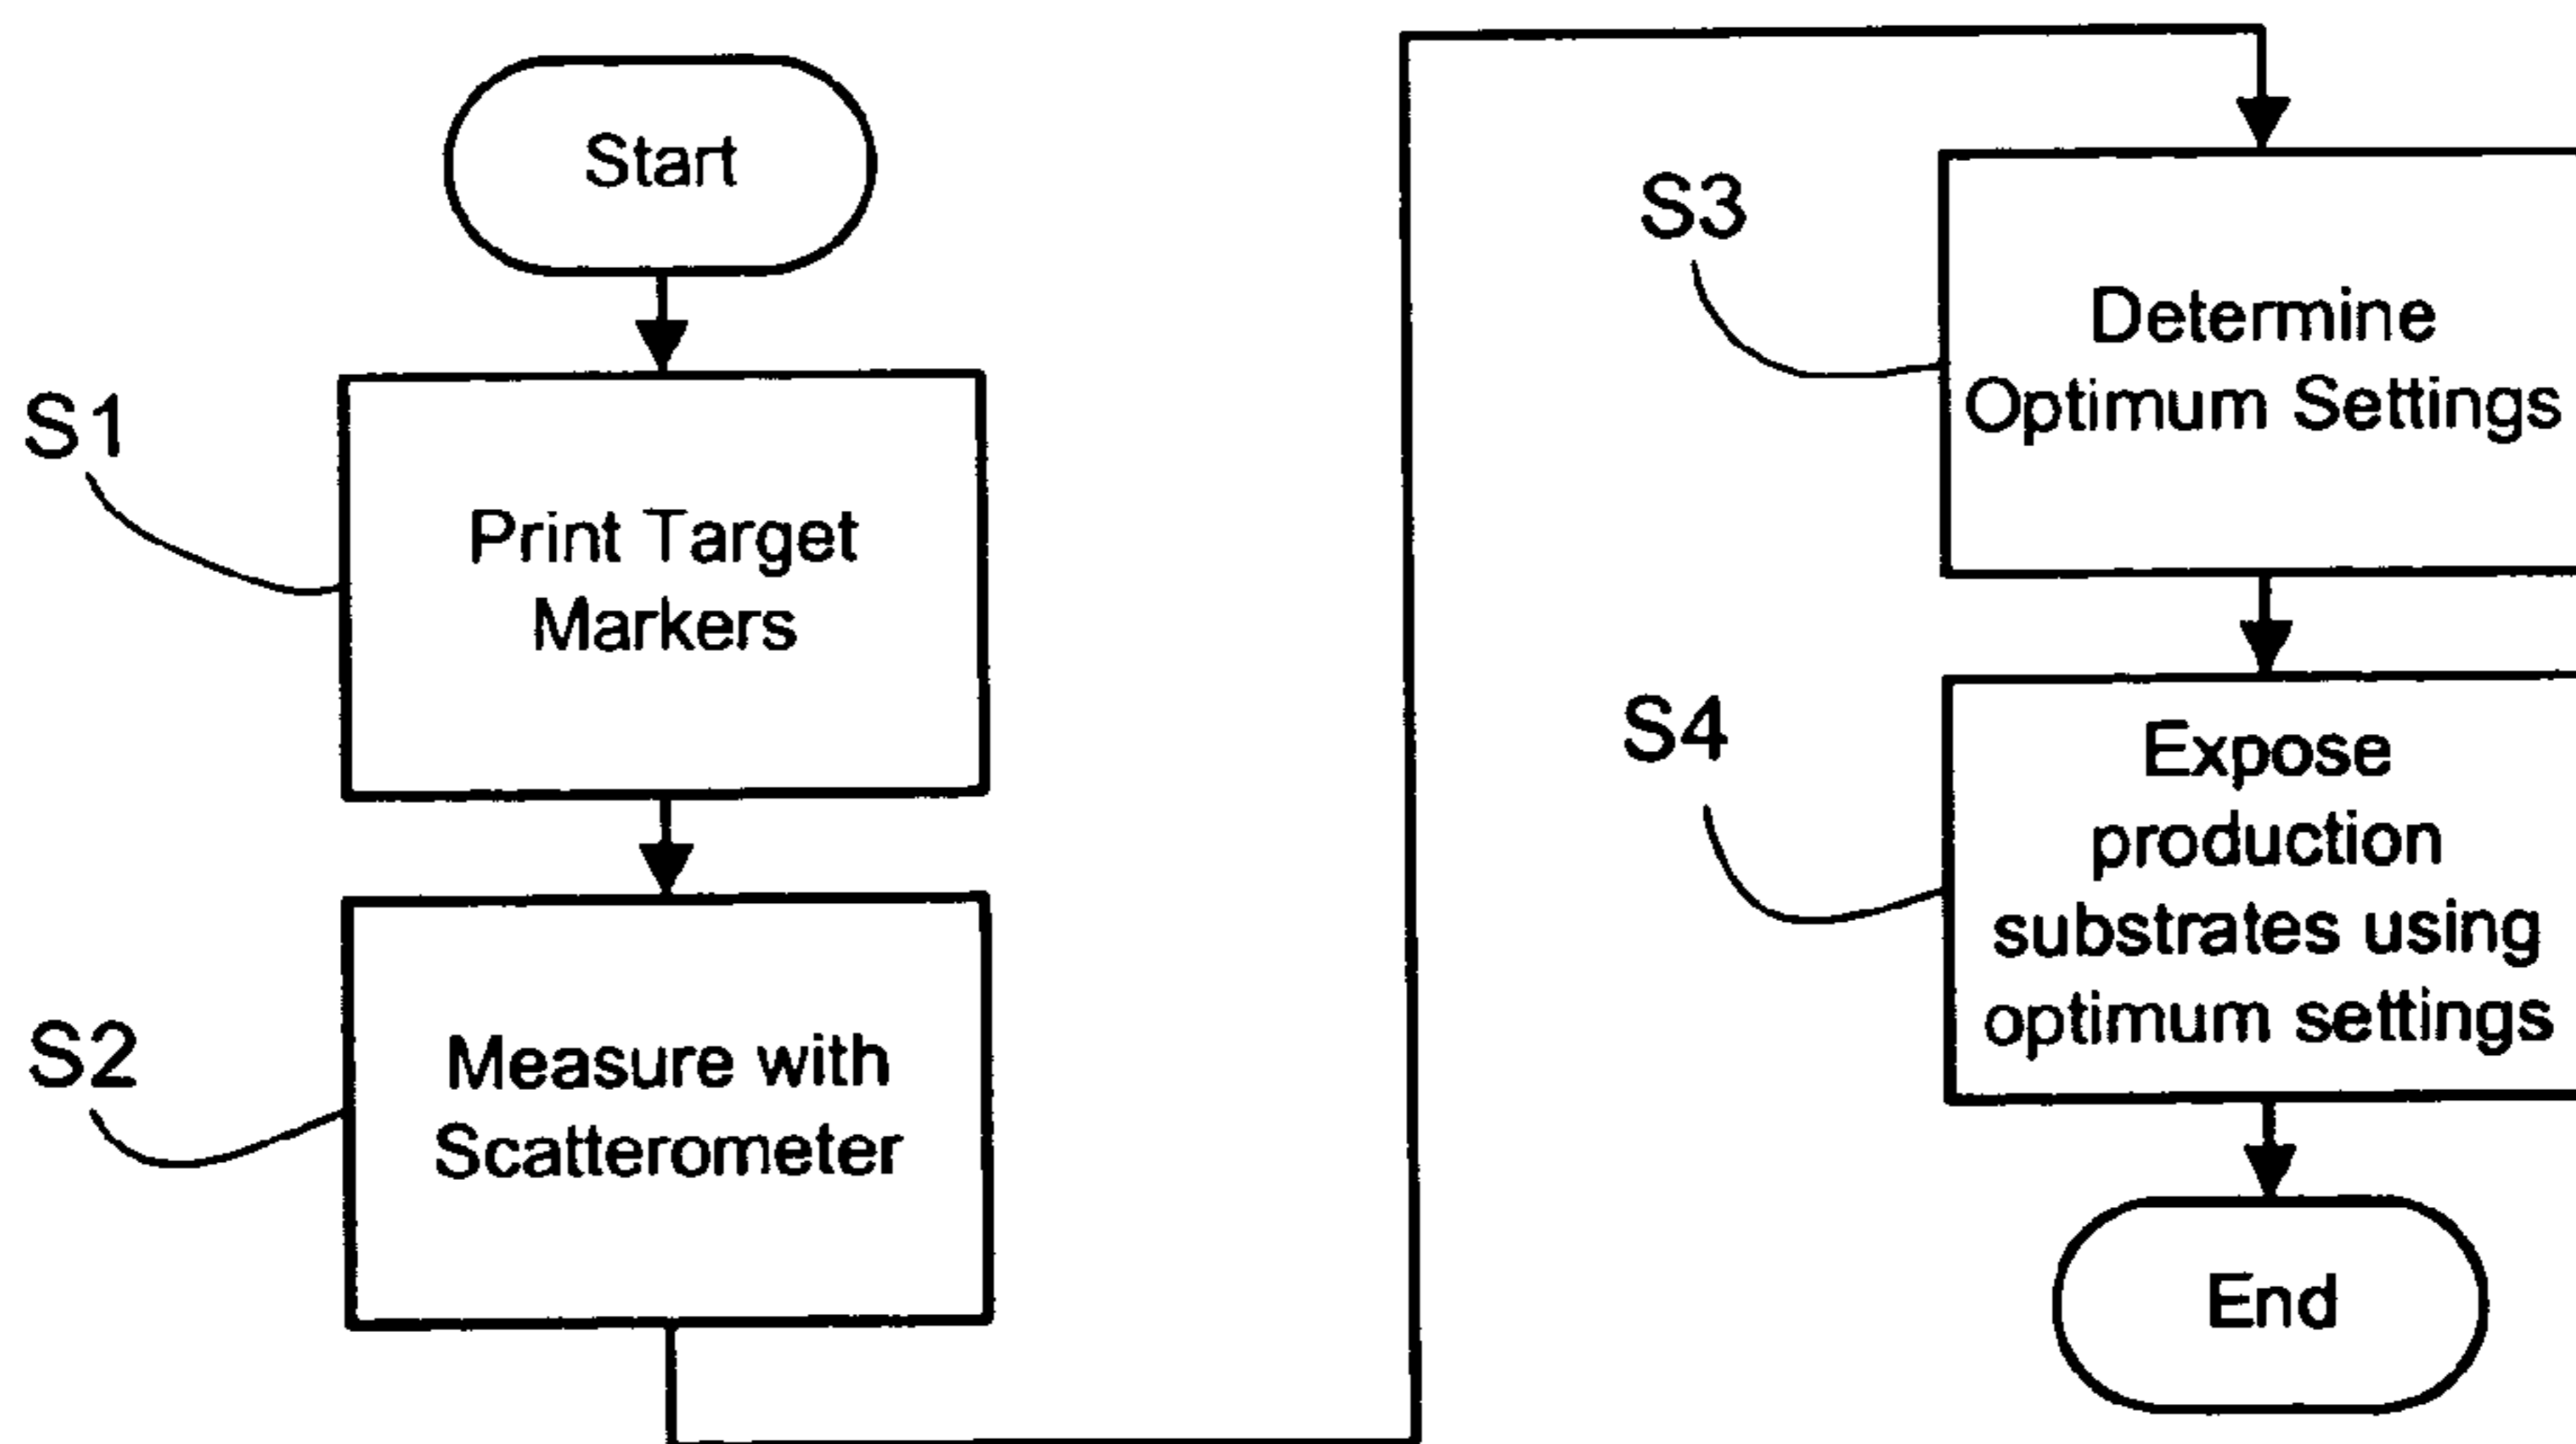 Start
S1
Print Target
Markers
S2
Measure with
Scatterometer
S3
Determine
Optimum Settings
S4
Expose
production
substrates using
optimum settings
End